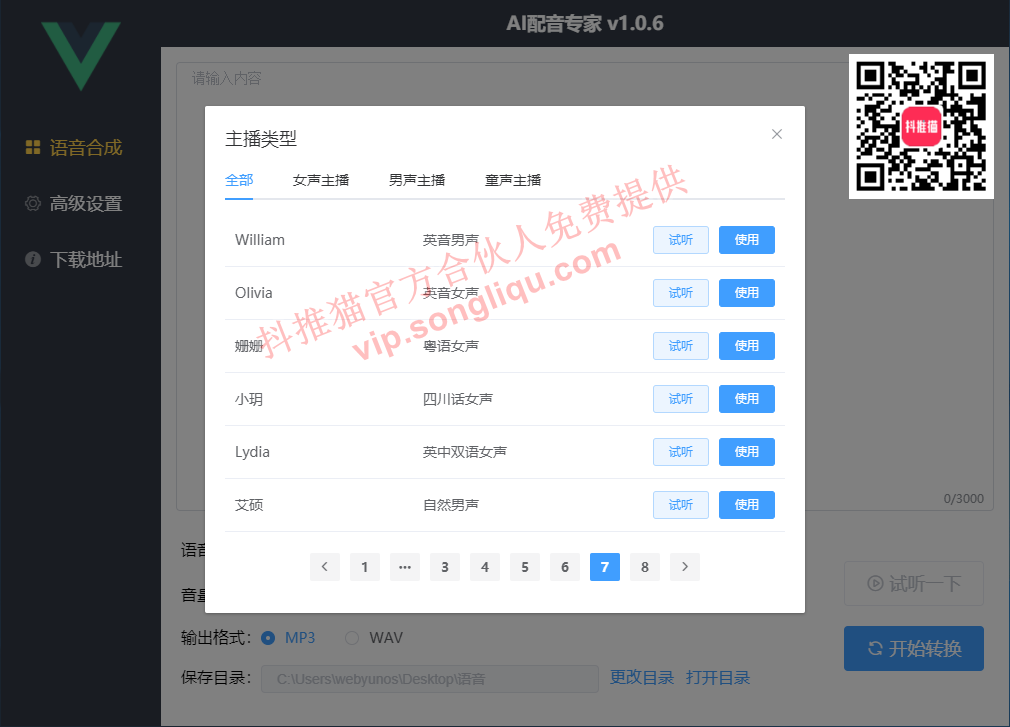 AI配音专家 v1.0.6
语音合成
高级设置
下载地址
请输入内容
抖推猫
主播类型
全部 女声主播 男声主播 童声主播
William 英音男声 试听 使用
Olivia 英音女声 试听 使用
姗姗 粤语女声 试听 使用
小玥 四川话女声 试听 使用
Lydia 英中双语女声 试听 使用
艾硕 自然男声 试听 使用
抖推猫官方合伙人免费提供
vip.songliqu.com
0/3000
1 ··· 3 4 5 6 7 8
语音
音量
试听一下
输出格式: MP3 WAV
开始转换
保存目录: C:\Users\webyunos\Desktop\语音 更改目录 打开目录